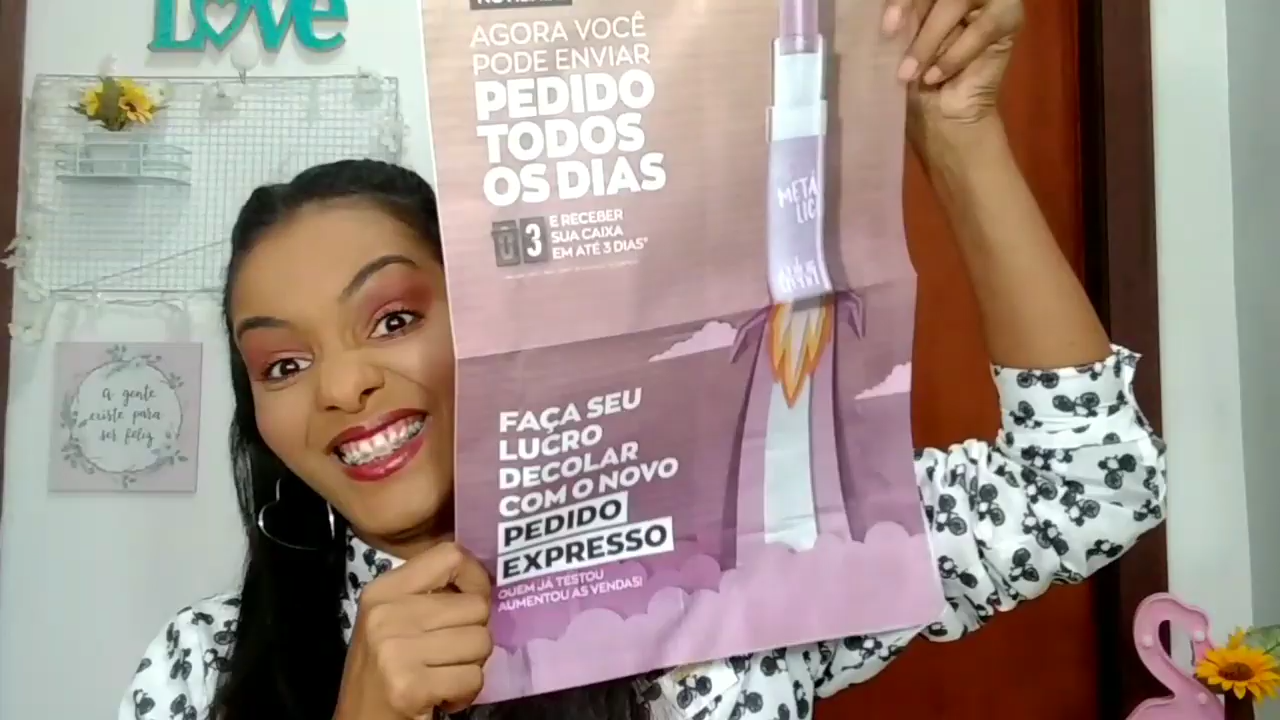 Love
AGORA VOCÊ
PODE ENVIAR
PEDIDO
TODOS
OS DIAS
3
E RECEBER
SUA CAIXA
EM ATÉ 3 DIAS*
METÁ
LIC
FAÇA SEU
LUCRO
DECOLAR
COM O NOVO
PEDIDO
EXPRESSO
QUEM JÁ TESTOU
AUMENTOU AS VENDAS!
A gente
existe para
ser feliz